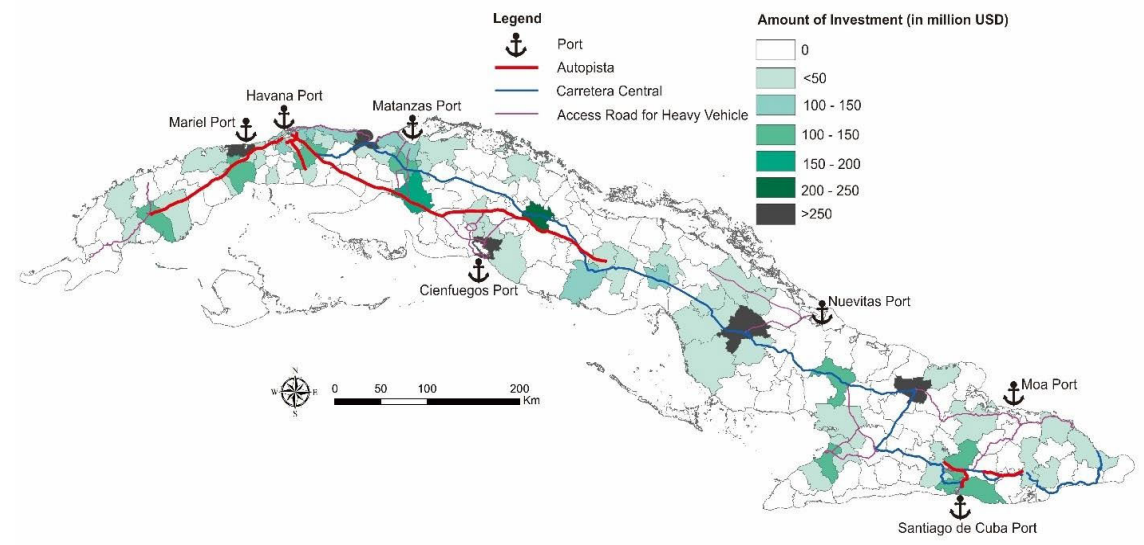 Legend
Port
Autopista
Carretera Central
Access Road for Heavy Vehicle
Amount of Investment (in million USD)
0
<50
100 - 150
100 - 150
150 - 200
200 - 250
>250
Havana Port
Mariel Port
Matanzas Port
Cienfuegos Port
Nuevitas Port
Moa Port
Santiago de Cuba Port
N
W E
S
0 50 100 200
Km